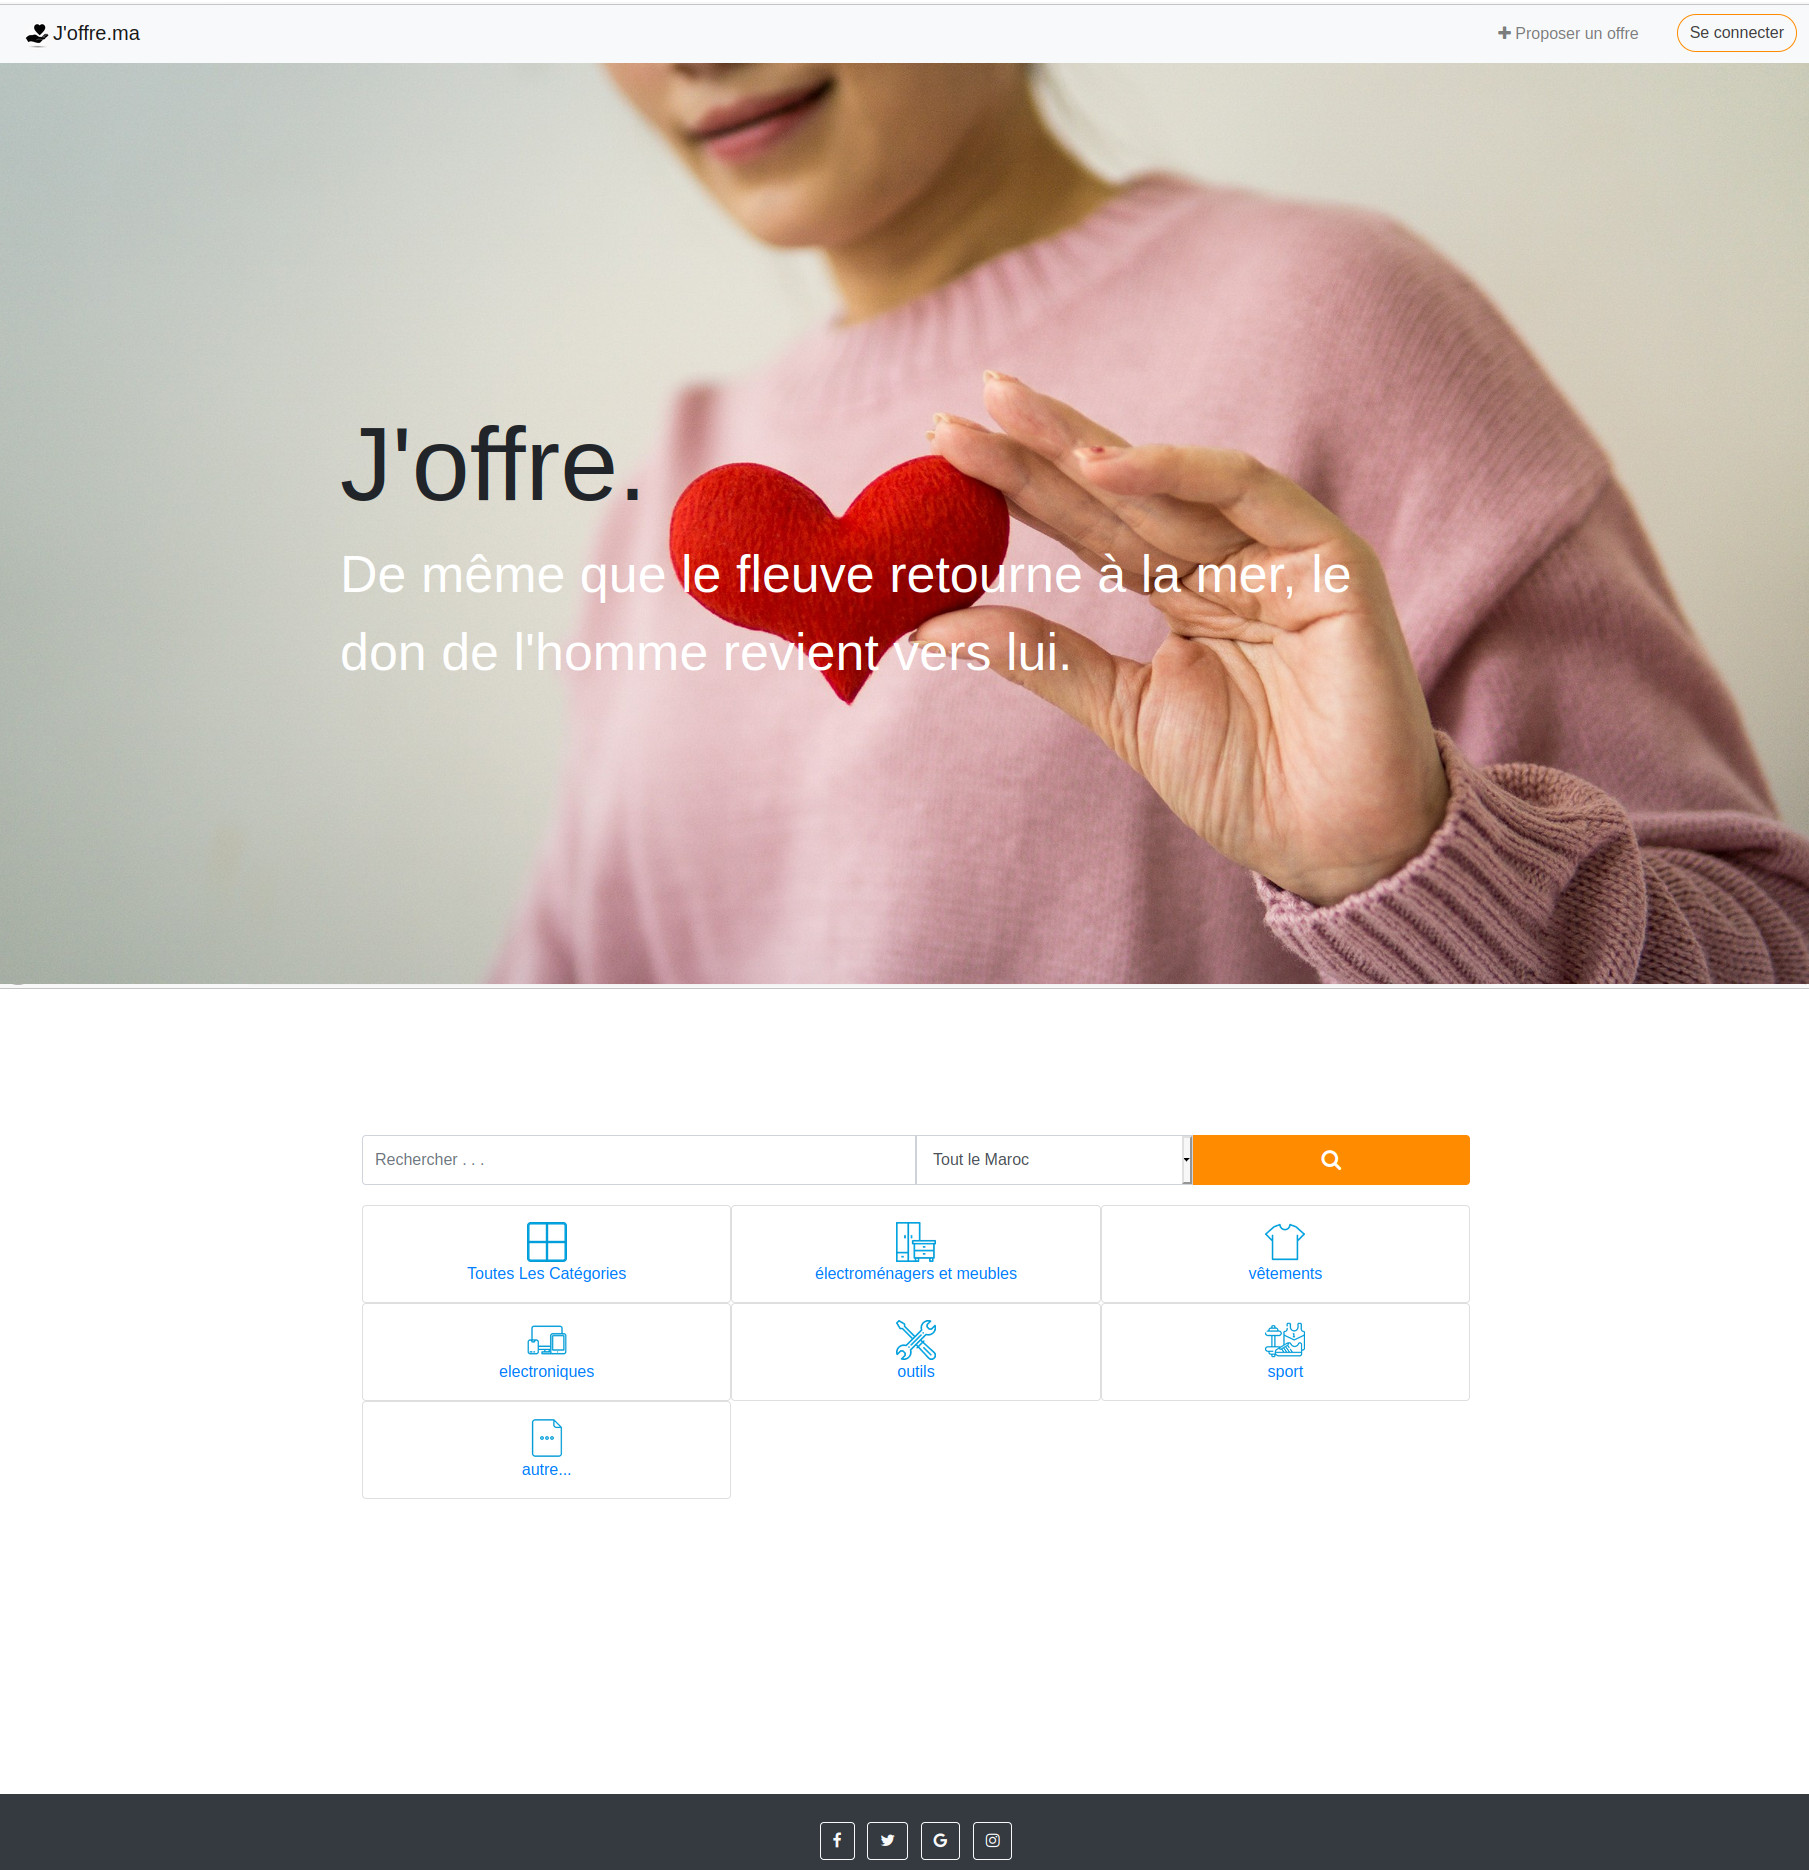 J'offre.ma
Proposer un offre
Se connecter
J'offre.
De même que le fleuve retourne à la mer, le
don de l'homme revient vers lui.
Rechercher . . .
Tout le Maroc
Toutes Les Catégories
électroménagers et meubles
vêtements
electroniques
outils
sport
autre...